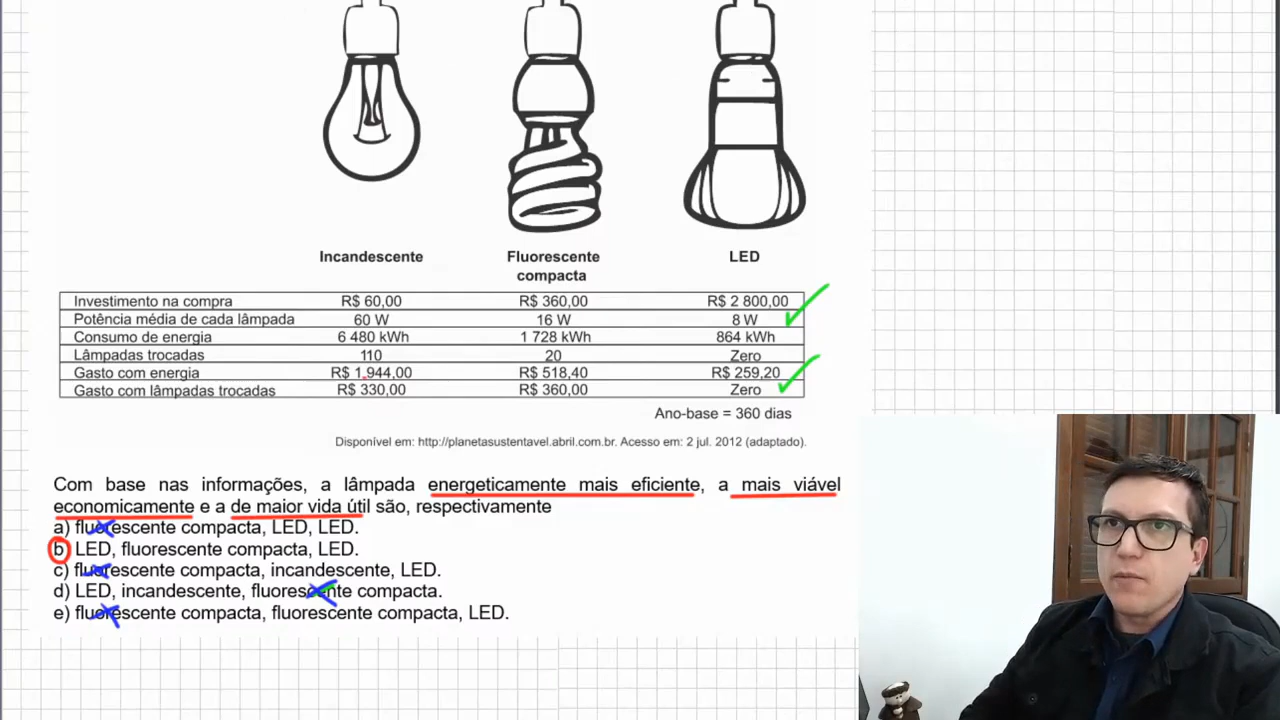 Incandescente Fluorescente compacta LED
Investimento na compra R$ 60,00 R$ 360,00 R$ 2 800,00
Potência média de cada lâmpada 60 W 16 W 8 W
Consumo de energia 6 480 kWh 1 728 kWh 864 kWh
Lâmpadas trocadas 110 20 Zero
Gasto com energia R$ 1.944,00 R$ 518,40 R$ 259,20
Gasto com lâmpadas trocadas R$ 330,00 R$ 360,00 Zero
Ano-base = 360 dias
Disponível em: http://planetasustentavel.abril.com.br. Acesso em: 2 jul. 2012 (adaptado).
Com base nas informações, a lâmpada energeticamente mais eficiente, a mais viável
economicamente e a de maior vida útil são, respectivamente
a) fluorescente compacta, LED, LED.
b) LED, fluorescente compacta, LED.
c) fluorescente compacta, incandescente, LED.
d) LED, incandescente, fluorescente compacta.
e) fluorescente compacta, fluorescente compacta, LED.